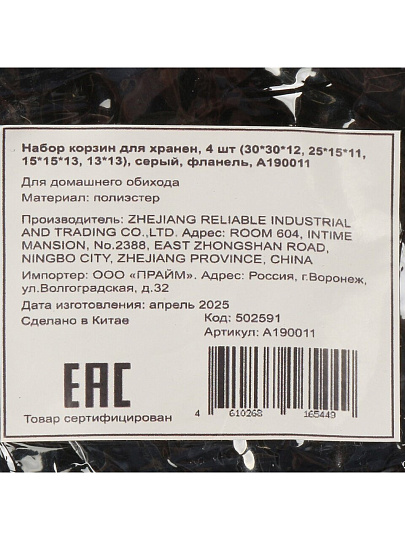 Набор корзин для хранен, 4 шт (30*30*12, 25*15*11,
15*15*13, 13*13), серый, фланель, A190011
Для домашнего обихода
Материал: полиэстер
Производитель: ZHEJIANG RELIABLE INDUSTRIAL
AND TRADING CO.,LTD. Адрес: ROOM 604, INTIME
MANSION, No.2388, EAST ZHONGSHAN ROAD,
NINGBO CITY, ZHEJIANG PROVINCE, CHINA
Импортер: ООО «ПРАЙМ». Адрес: Россия, г.Воронеж,
ул.Волгоградская, д.32
Дата изготовления: апрель 2025
Сделано в Китае
Код: 502591
Артикул: A190011
EAC
Товар сертифицирован
4 610268 165449